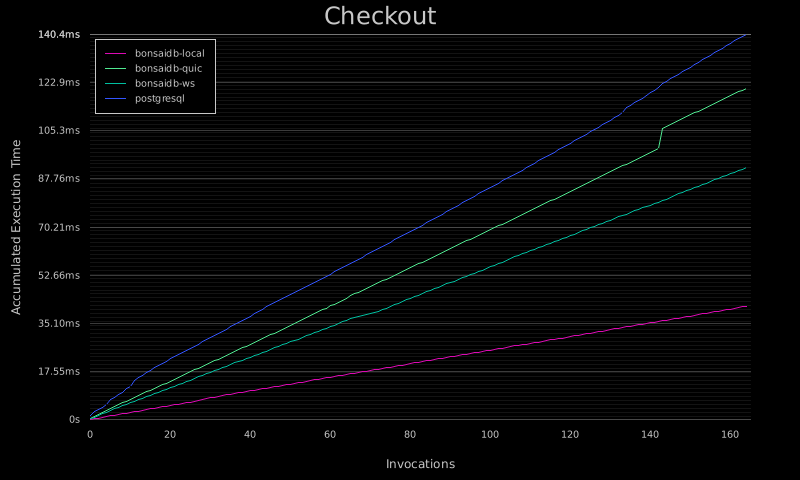 Checkout
140.4ms
122.9ms
105.3ms
87.76ms
70.21ms
52.66ms
35.10ms
17.55ms
0s
bonsaidb-local
bonsaidb-quic
bonsaidb-ws
postgresql
Accumulated Execution Time
0 20 40 60 80 100 120 140 160
Invocations